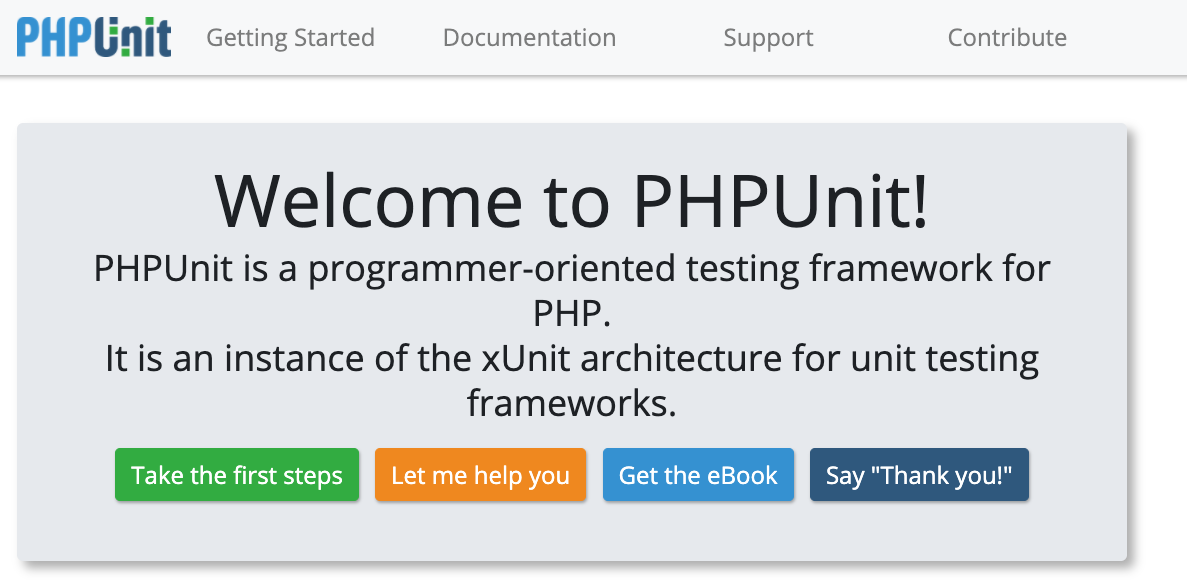 PHPUnit Getting Started Documentation Support Contribute
Welcome to PHPUnit!
PHPUnit is a programmer-oriented testing framework for
PHP.
It is an instance of the xUnit architecture for unit testing
frameworks.
Take the first steps Let me help you Get the eBook Say "Thank you!"